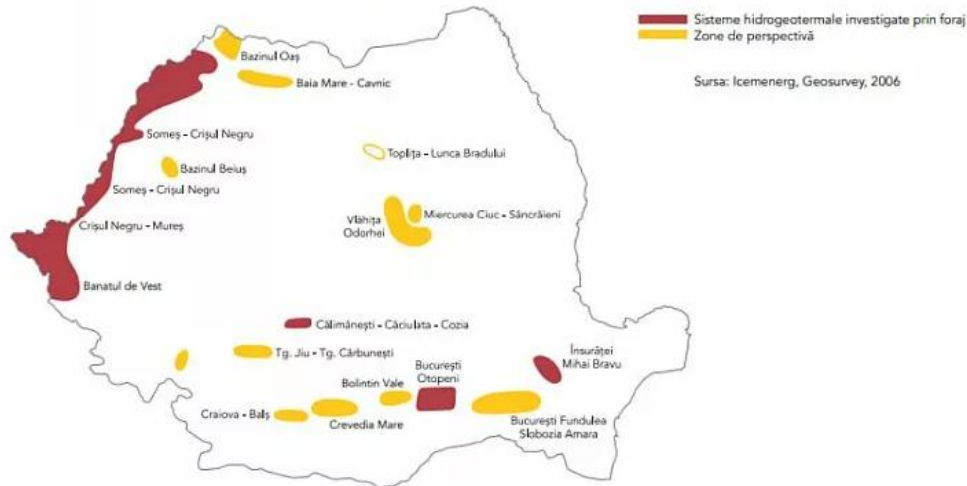 Sisteme hidrogeotermale investigate prin foraj
Zone de perspectivă
Sursa: Icemenerg, Geosurvey, 2006
Bazinul Oaș
Baia Mare - Cavnic
Someș - Crișul Negru
Toplița - Lunca Bradului
Bazinul Beiuș
Someș - Crișul Negru
Vlăhița
Odorhei
Miercurea Ciuc - Sâncrăieni
Crișul Negru - Mureș
Banatul de Vest
Călimănești - Căciulata - Cozia
Tg. Jiu - Tg. Cărbunești
Însurăței
Mihai Bravu
București
Otopeni
Bolintin Vale
Craiova - Balș
Crevedia Mare
București Fundulea
Slobozia Amara